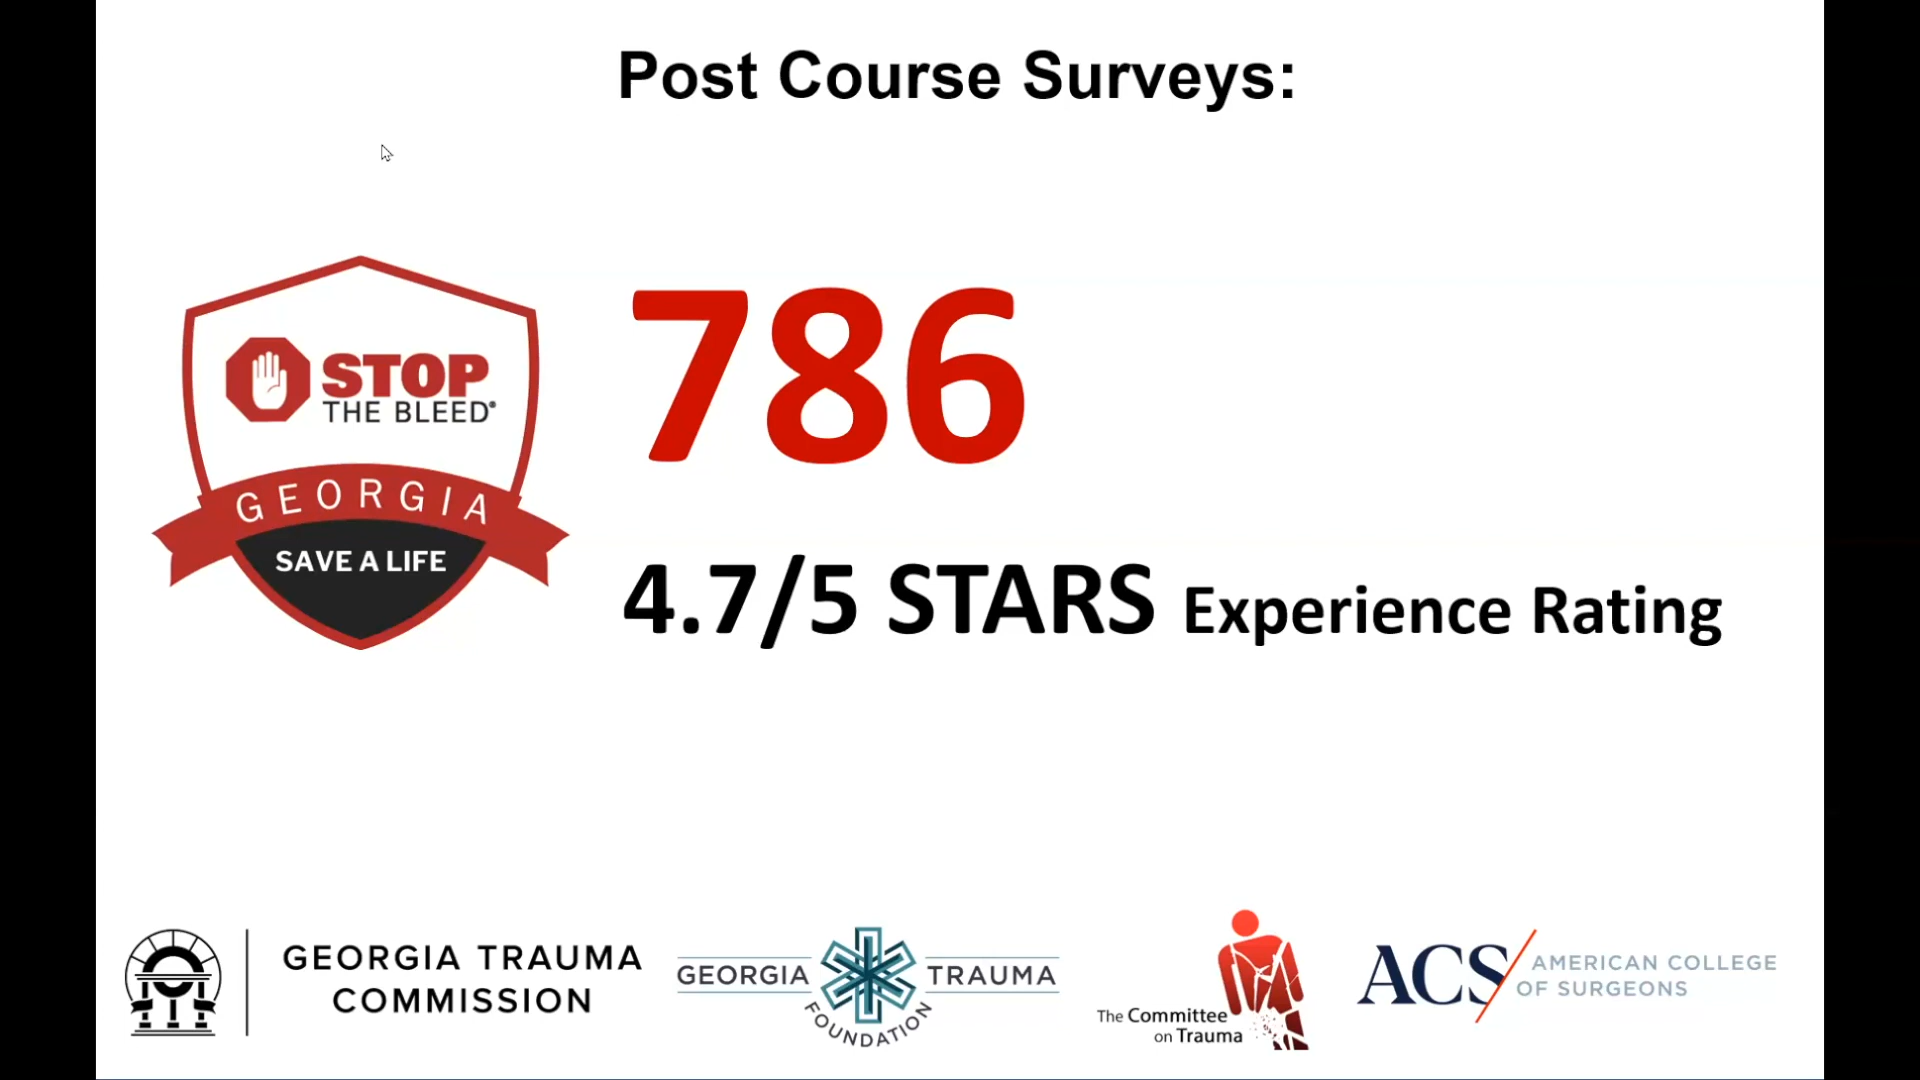 Post Course Surveys:
786
STOP
THE BLEED®
GEORGIA
SAVE A LIFE
4.7/5 STARS Experience Rating
GEORGIA TRAUMA
COMMISSION
GEORGIA TRAUMA
FOUNDATION
The Committee
on Trauma
ACS AMERICAN COLLEGE
OF SURGEONS